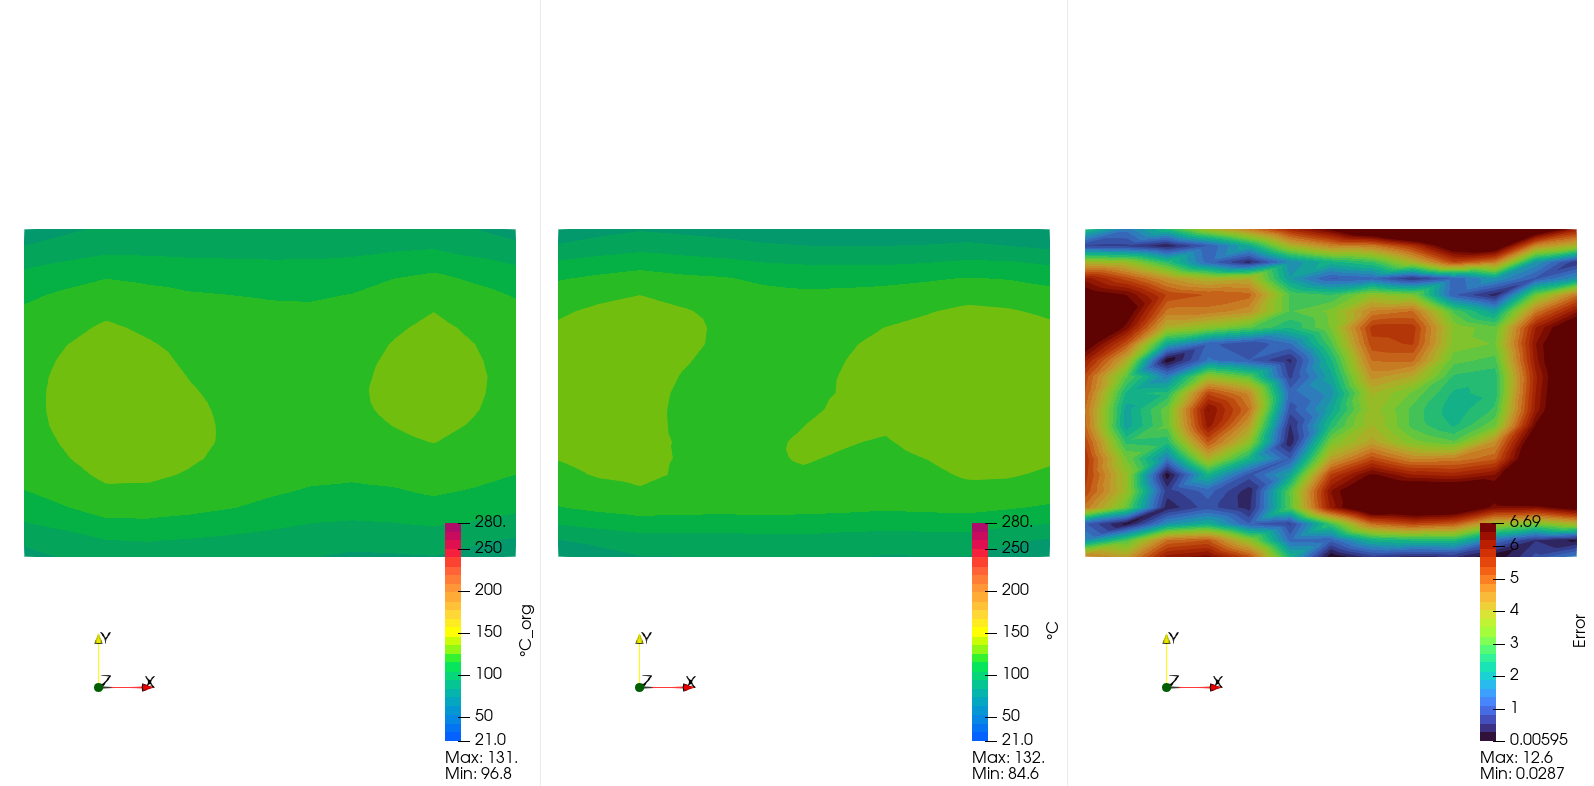 280.
250
200
150
100
50
21.0
°C_org
Max: 131.
Min: 96.8
Y
Z
X
280.
250
200
150
100
50
21.0
°C
Max: 132.
Min: 84.6
Y
Z
X
6.69
6
5
4
3
2
1
0.00595
Error
Max: 12.6
Min: 0.0287
Y
Z
X